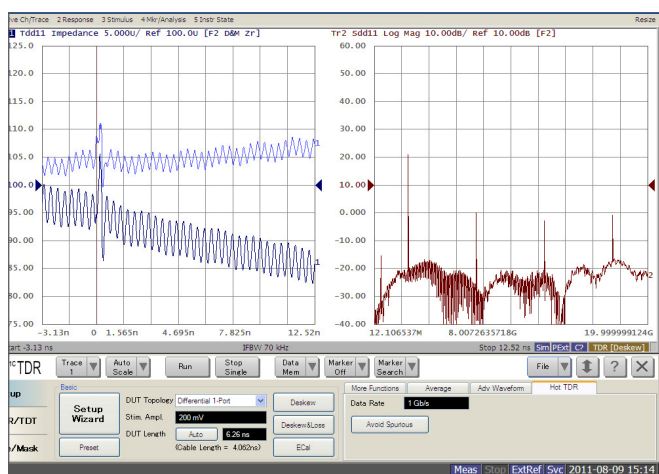 ve Ch/Trace 2 Response 3 Stimulus 4 Mkr/Analysis 5 Instr State Resize
1 Tdd11 Impedance 5.000U/ Ref 100.0U [F2 D&M Zr]
Tr2 Sdd11 Log Mag 10.00dB/ Ref 10.00dB [F2]
125.0
120.0
115.0
110.0
105.0
100.0
95.00
90.00
85.00
80.00
75.00
60.00
50.00
40.00
30.00
20.00
10.00
0.000
-10.00
-20.00
-30.00
-40.00
1
1
2
-3.13n 0 1.565n 4.695n 7.825n 12.52n
12.106537M 8.0072635718G 19.999999124G
tart -3.13 ns IFBW 70 kHz Stop 12.52 ns Sim PExt C? TDR [Deskew]
TDR
Trace 1
Auto Scale
Run
Stop Single
Data Mem
Marker Off
Marker Search
File
?
up
R/TDT
e/Mask
Basic
Setup Wizard
Preset
DUT Topology Differential 1-Port
Stim. Ampl. 200 mV
DUT Length Auto 6.26 ns
(Cable Length = 4.062ns)
Deskew
Deskew&Loss
ECal
More Functions Average Adv Waveform Hot TDR
Data Rate 1 Gb/s
Avoid Spurious
Meas Stop ExtRef Svc 2011-08-09 15:14